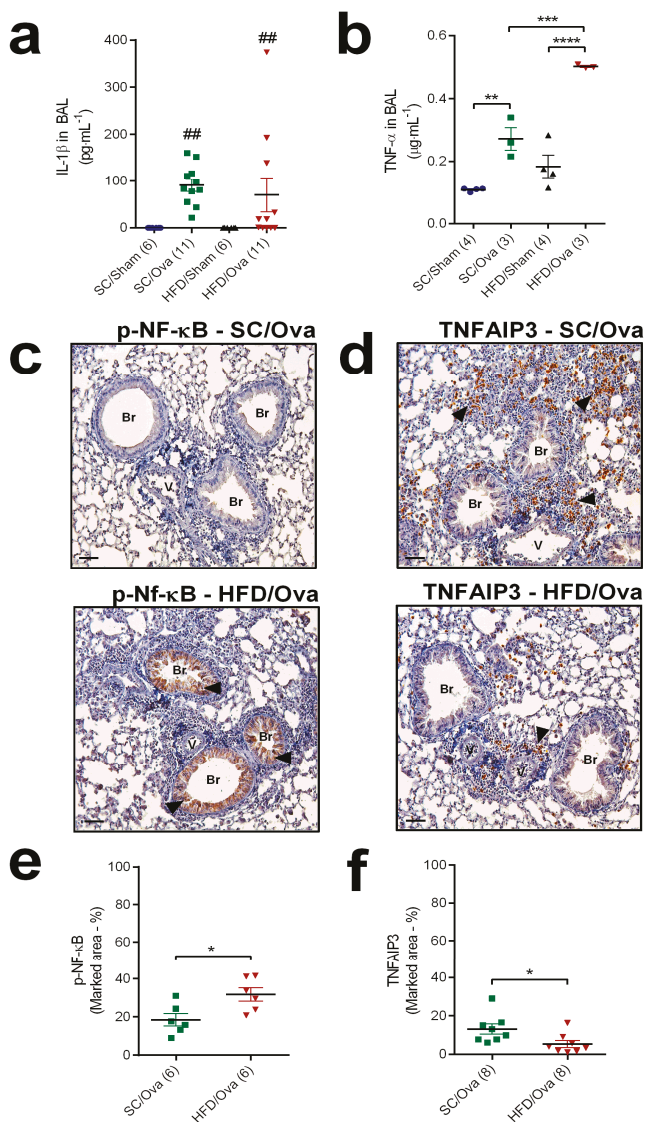 a
IL-1β in BAL
(pg·mL⁻¹)
400
300
200
100
0
##
##
SC/Sham (6)
SC/Ova (11)
HFD/Sham (6)
HFD/Ova (11)
b
TNF-α in BAL
(µg·mL⁻¹)
0.6
0.4
0.2
0.0
**
***
****
SC/Sham (4)
SC/Ova (3)
HFD/Sham (4)
HFD/Ova (3)
c
p-NF-κB - SC/Ova
Br
Br
V
Br
p-Nf-κB - HFD/Ova
Br
V
Br
Br
d
TNFAIP3 - SC/Ova
Br
Br
V
TNFAIP3 - HFD/Ova
Br
V
V
Br
e
p-NF-κB
(Marked area - %)
100
80
60
40
20
0
*
SC/Ova (6)
HFD/Ova (6)
f
TNFAIP3
(Marked area - %)
100
80
60
40
20
0
*
SC/Ova (8)
HFD/Ova (8)